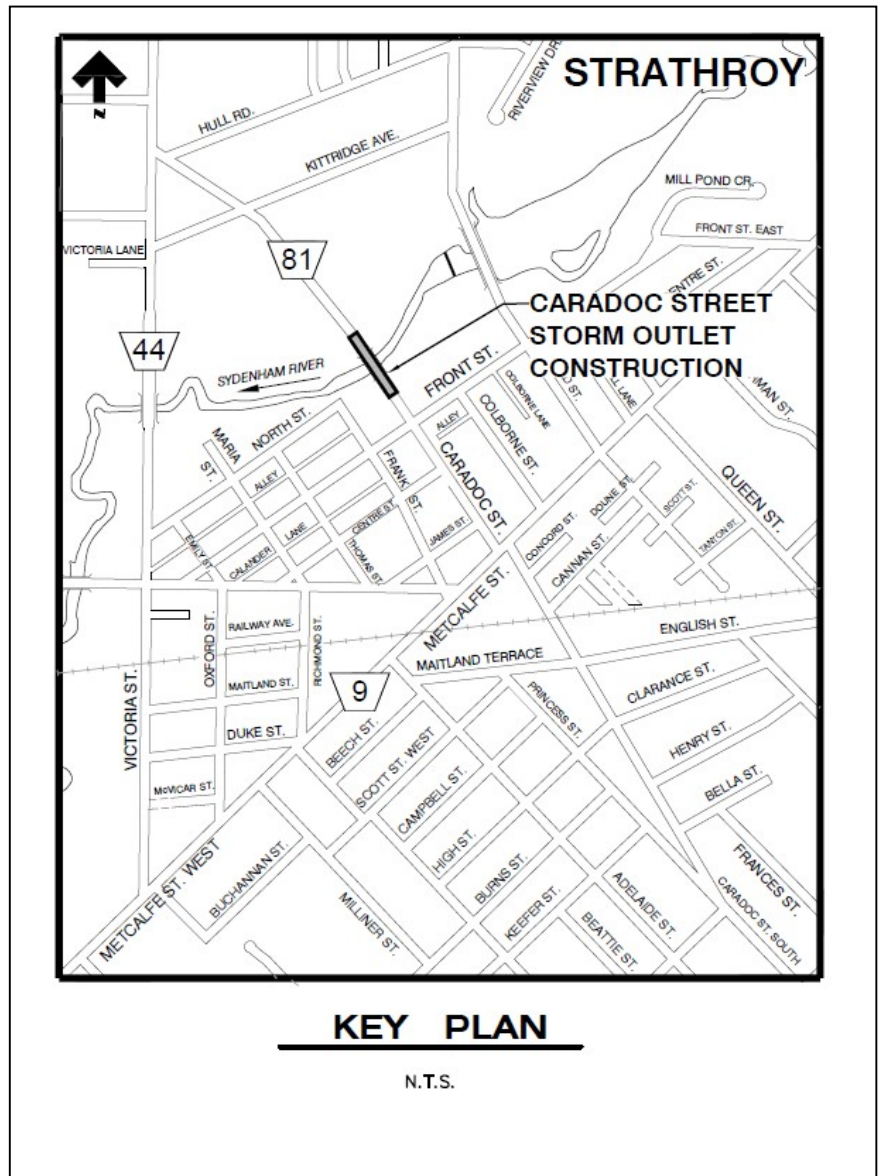 STRATHROY
N
RIVERVIEW DR.
HULL RD.
KITTRIDGE AVE.
MILL POND CR.
FRONT ST. EAST
VICTORIA LANE
81
44
CARADOC STREET
STORM OUTLET
CONSTRUCTION
SYDENHAM RIVER
FRONT ST.
NORTH ST.
MARIA
ST.
ALLEY
ALLEY
COLBORNE LANE
COLBORNE ST.
CARADOC ST.
FRANK
ST.
QUEEN ST.
DOUNE ST.
SCOTT ST.
TANTON ST.
CONCORD ST.
CANNAN ST.
CENTRE ST.
JAMES ST.
THOMAS ST.
EMILY ST.
CALANDER
LANE
METCALFE ST.
RAILWAY AVE.
OXFORD ST.
RICHMOND ST.
MAITLAND ST.
ENGLISH ST.
MAITLAND TERRACE
9
CLARANCE ST.
PRINCESS ST.
VICTORIA ST.
DUKE ST.
BEECH ST.
SCOTT ST. WEST
HENRY ST.
McVICAR ST.
CAMPBELL ST.
BELLA ST.
HIGH ST.
METCALFE ST. WEST
BUCHANNAN ST.
BURNS ST.
FRANCES ST.
ADELAIDE ST.
CARADOC ST. SOUTH
MILLINER ST.
KEEFER ST.
BEATTIE ST.
KEY PLAN
N.T.S.